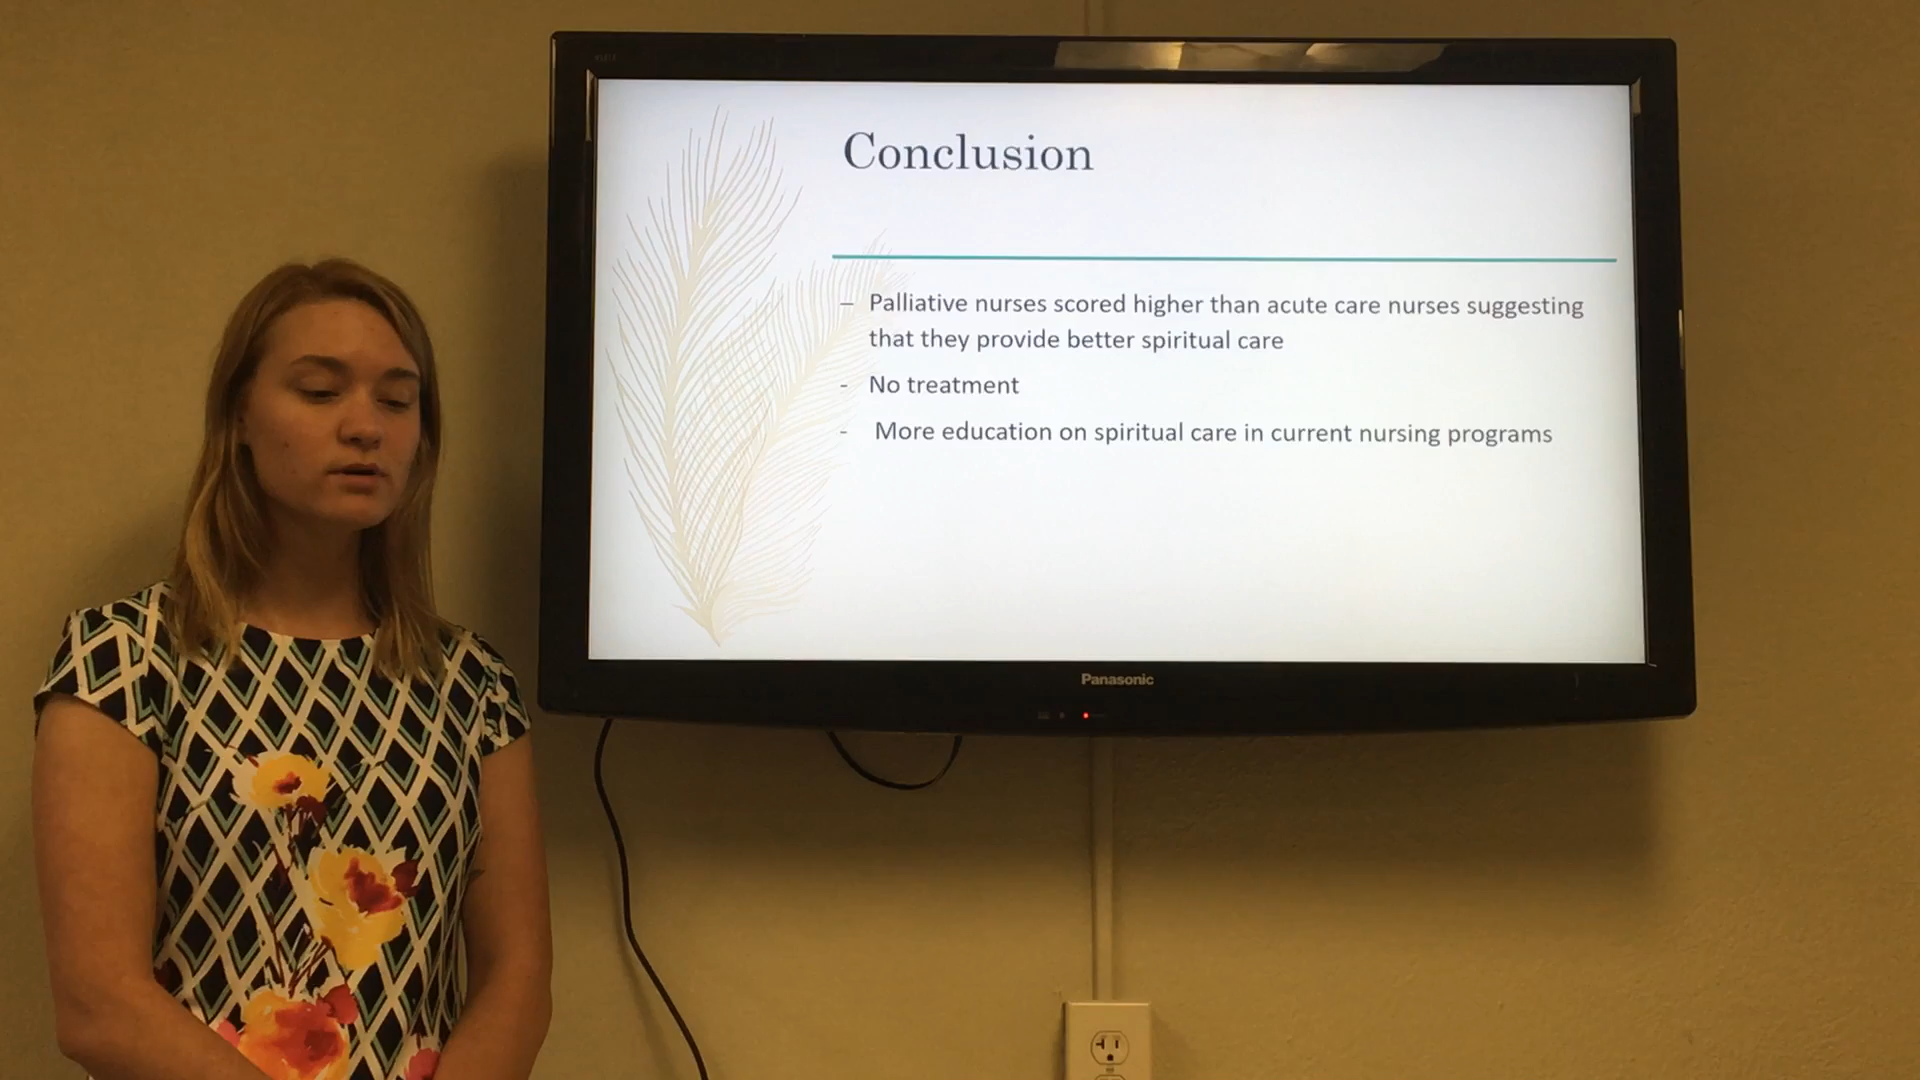 Conclusion
– Palliative nurses scored higher than acute care nurses suggesting
that they provide better spiritual care
- No treatment
- More education on spiritual care in current nursing programs
Panasonic